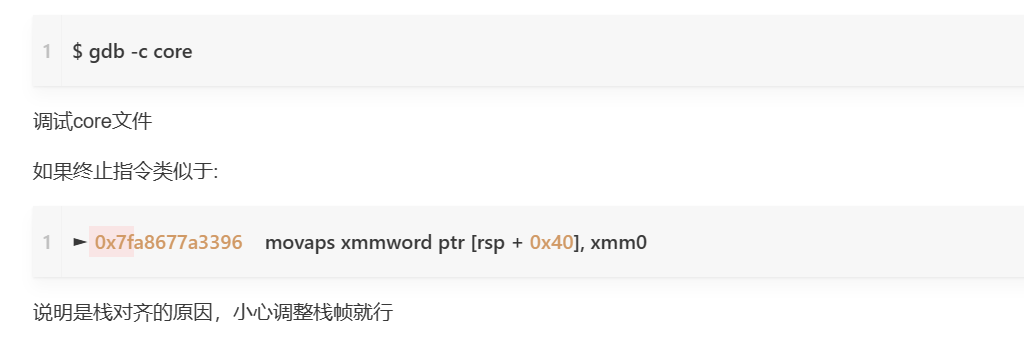 1 $ gdb -c core
调试core文件
如果终止指令类似于:
1 ► 0x7fa8677a3396 movaps xmmword ptr [rsp + 0x40], xmm0
说明是栈对齐的原因，小心调整栈帧就行